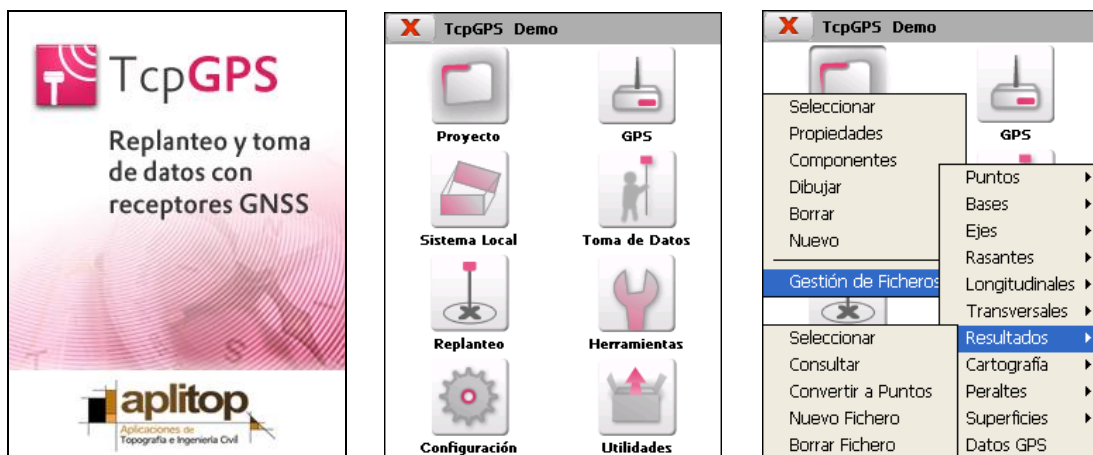 TcpGPS
Replanteo y toma
de datos con
receptores GNSS
aplitop
Aplicaciones de
Topografía e Ingeniería Civil
X TcpGPS Demo
Proyecto GPS
Sistema Local Toma de Datos
Replanteo Herramientas
Configuración Utilidades
X TcpGPS Demo
GPS
Seleccionar
Propiedades
Componentes
Dibujar
Borrar
Nuevo
Gestión de Ficheros
Puntos
Bases
Ejes
Rasantes
Longitudinales
Transversales
Resultados
Cartografía
Peraltes
Superficies
Datos GPS
Seleccionar
Consultar
Convertir a Puntos
Nuevo Fichero
Borrar Fichero